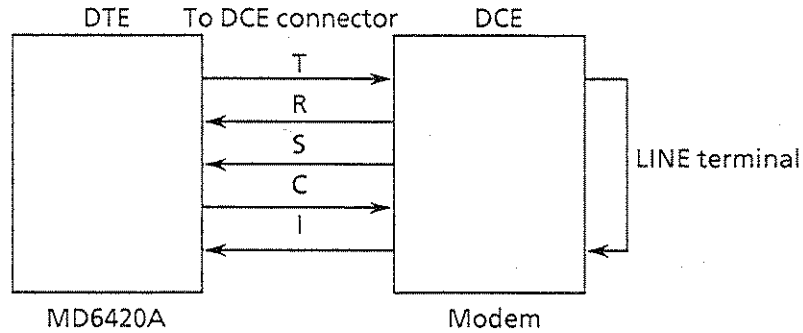 DTE To DCE connector DCE
T
R
S
C
I
LINE terminal
MD6420A Modem